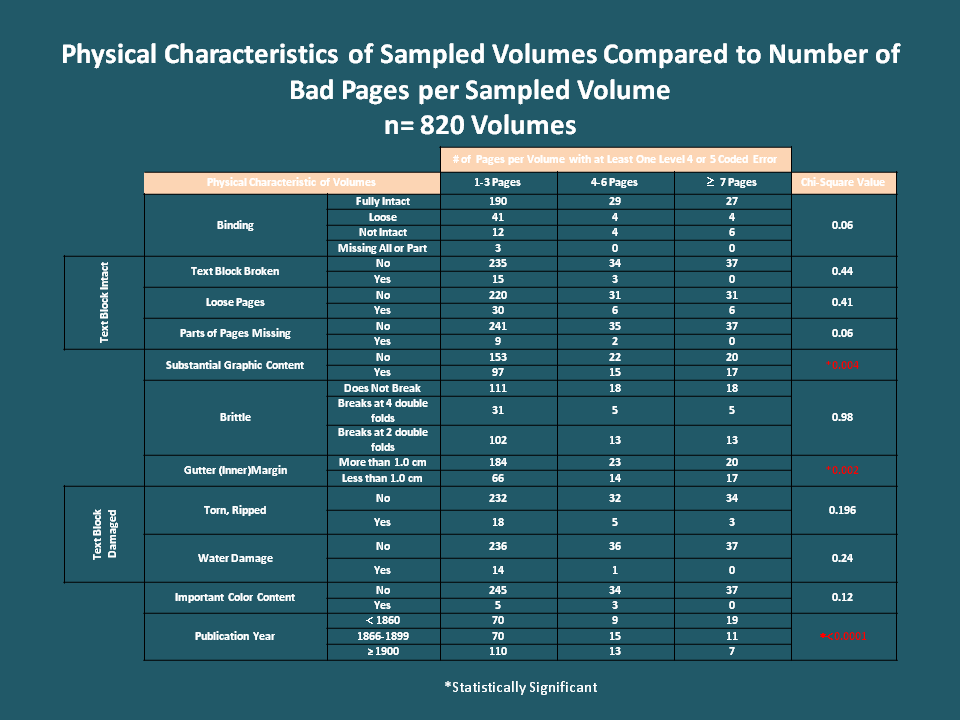 Physical Characteristics of Sampled Volumes Compared to Number of
Bad Pages per Sampled Volume
n= 820 Volumes
# of Pages per Volume with at Least One Level 4 or 5 Coded Error
Physical Characteristic of Volumes 1-3 Pages 4-6 Pages ≥ 7 Pages Chi-Square Value
Binding Fully Intact 190 29 27 0.06
Loose 41 4 4
Not Intact 12 4 6
Missing All or Part 3 0 0
Text Block Intact
Text Block Broken No 235 34 37 0.44
Yes 15 3 0
Loose Pages No 220 31 31 0.41
Yes 30 6 6
Parts of Pages Missing No 241 35 37 0.06
Yes 9 2 0
Substantial Graphic Content No 153 22 20 *0.004
Yes 97 15 17
Brittle Does Not Break 111 18 18 0.98
Breaks at 4 double
folds 31 5 5
Breaks at 2 double
folds 102 13 13
Gutter (Inner)Margin More than 1.0 cm 184 23 20 *0.002
Less than 1.0 cm 66 14 17
Text Block
Damaged
Torn, Ripped No 232 32 34 0.196
Yes 18 5 3
Water Damage No 236 36 37 0.24
Yes 14 1 0
Important Color Content No 245 34 37 0.12
Yes 5 3 0
Publication Year < 1860 70 9 19 *<0.0001
1866-1899 70 15 11
≥ 1900 110 13 7
*Statistically Significant